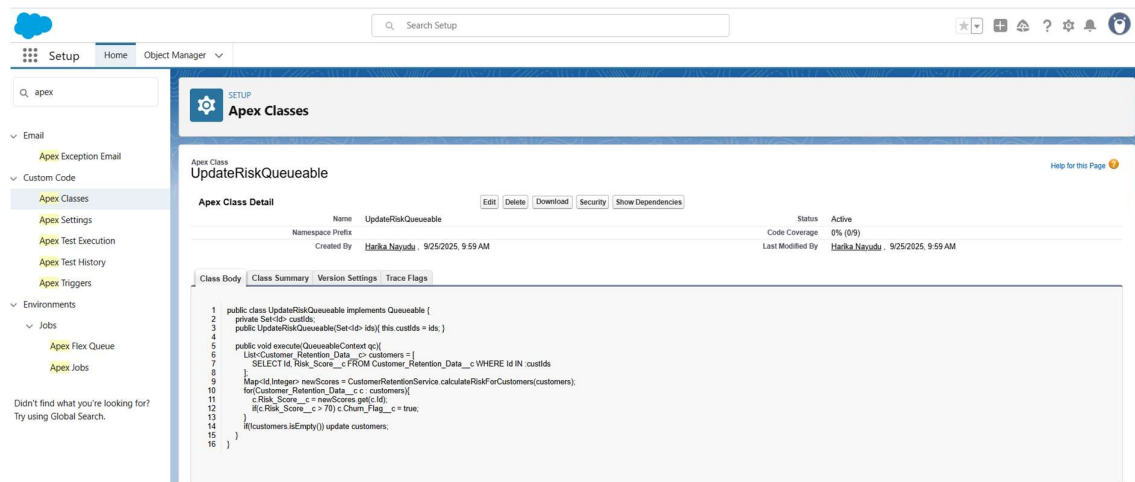 Search Setup
Setup
Home
Object Manager
apex
Email
Apex Exception Email
Custom Code
Apex Classes
Apex Settings
Apex Test Execution
Apex Test History
Apex Triggers
Environments
Jobs
Apex Flex Queue
Apex Jobs
Didn't find what you're looking for?
Try using Global Search.
SETUP
Apex Classes
Apex Class
UpdateRiskQueueable
Help for this Page
Apex Class Detail
Edit Delete Download Security Show Dependencies
Name UpdateRiskQueueable Status Active
Namespace Prefix Code Coverage 0% (0/9)
Created By Harika Nayudu , 9/25/2025, 9:59 AM Last Modified By Harika Nayudu , 9/25/2025, 9:59 AM
Class Body Class Summary Version Settings Trace Flags
1 public class UpdateRiskQueueable implements Queueable {
2 private Set<Id> custIds;
3 public UpdateRiskQueueable(Set<Id> ids){ this.custIds = ids; }
4
5 public void execute(QueueableContext qc){
6 List<Customer_Retention_Data__c> customers = [
7 SELECT Id, Risk_Score__c FROM Customer_Retention_Data__c WHERE Id IN :custIds
8 ];
9 Map<Id,Integer> newScores = CustomerRetentionService.calculateRiskForCustomers(customers);
10 for(Customer_Retention_Data__c c : customers){
11 c.Risk_Score__c = newScores.get(c.Id);
12 if(c.Risk_Score__c > 70) c.Churn_Flag__c = true;
13 }
14 if(!customers.isEmpty()) update customers;
15 }
16 }